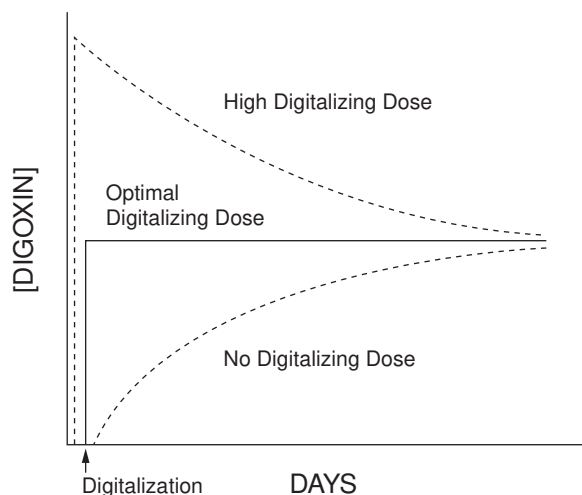 High Digitalizing Dose
Optimal
Digitalizing Dose
[DIGOXIN]
No Digitalizing Dose
Digitalization
DAYS